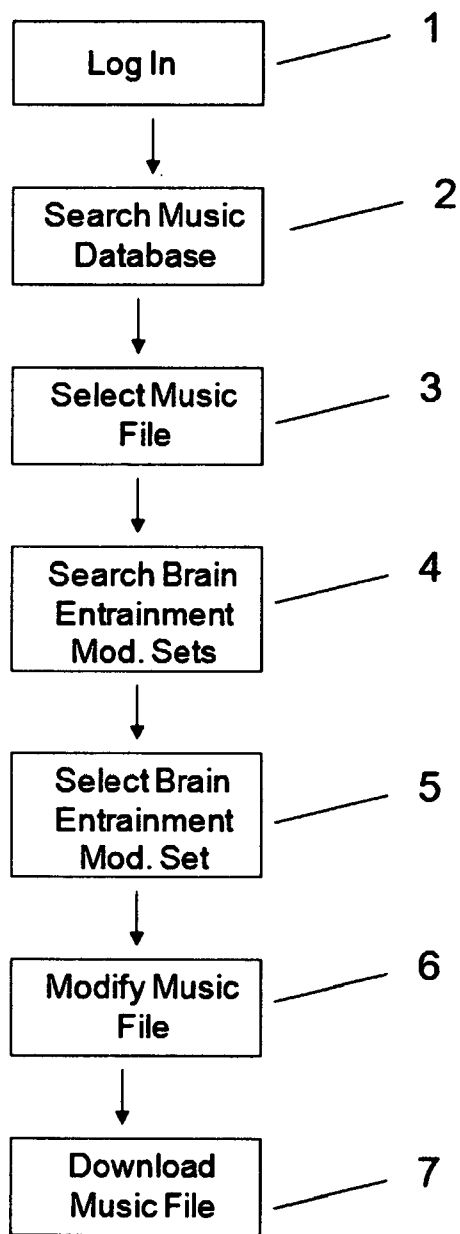 Log In
1
Search Music
Database
2
Select Music
File
3
Search Brain
Entrainment
Mod. Sets
4
Select Brain
Entrainment
Mod. Set
5
Modify Music
File
6
Download
Music File
7